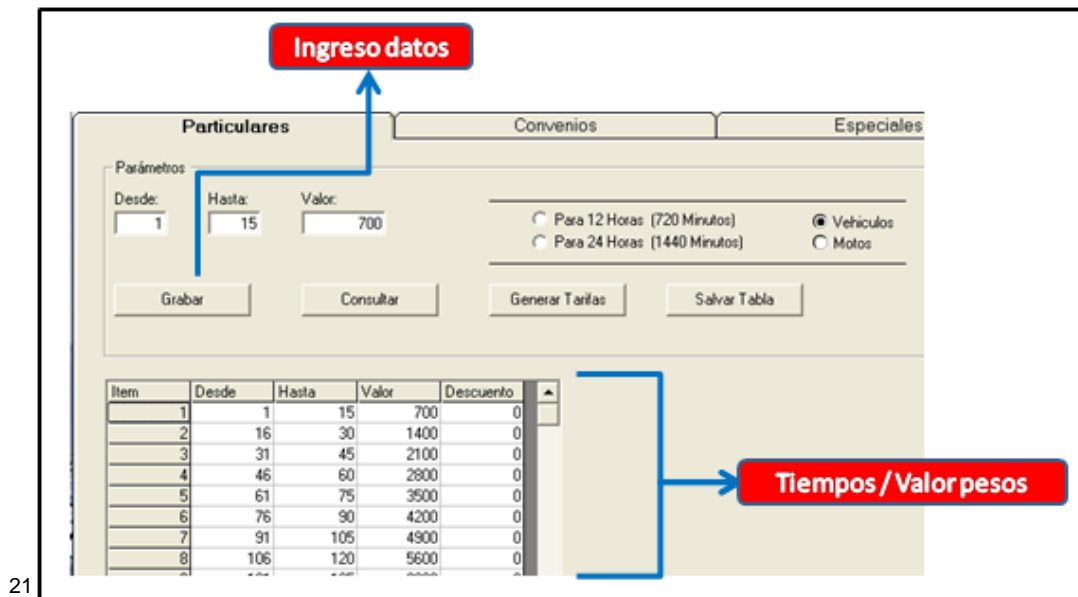 Ingreso datos
Particulares Convenios Especiales
Parámetros
Desde: Hasta: Valor:
1 15 700
Para 12 Horas (720 Minutos) Vehiculos
Para 24 Horas (1440 Minutos) Motos
Grabar Consultar Generar Tarifas Salvar Tabla
Item Desde Hasta Valor Descuento
1 1 15 700 0
2 16 30 1400 0
3 31 45 2100 0
4 46 60 2800 0
5 61 75 3500 0
6 76 90 4200 0
7 91 105 4900 0
8 106 120 5600 0
Tiempos / Valor pesos
21